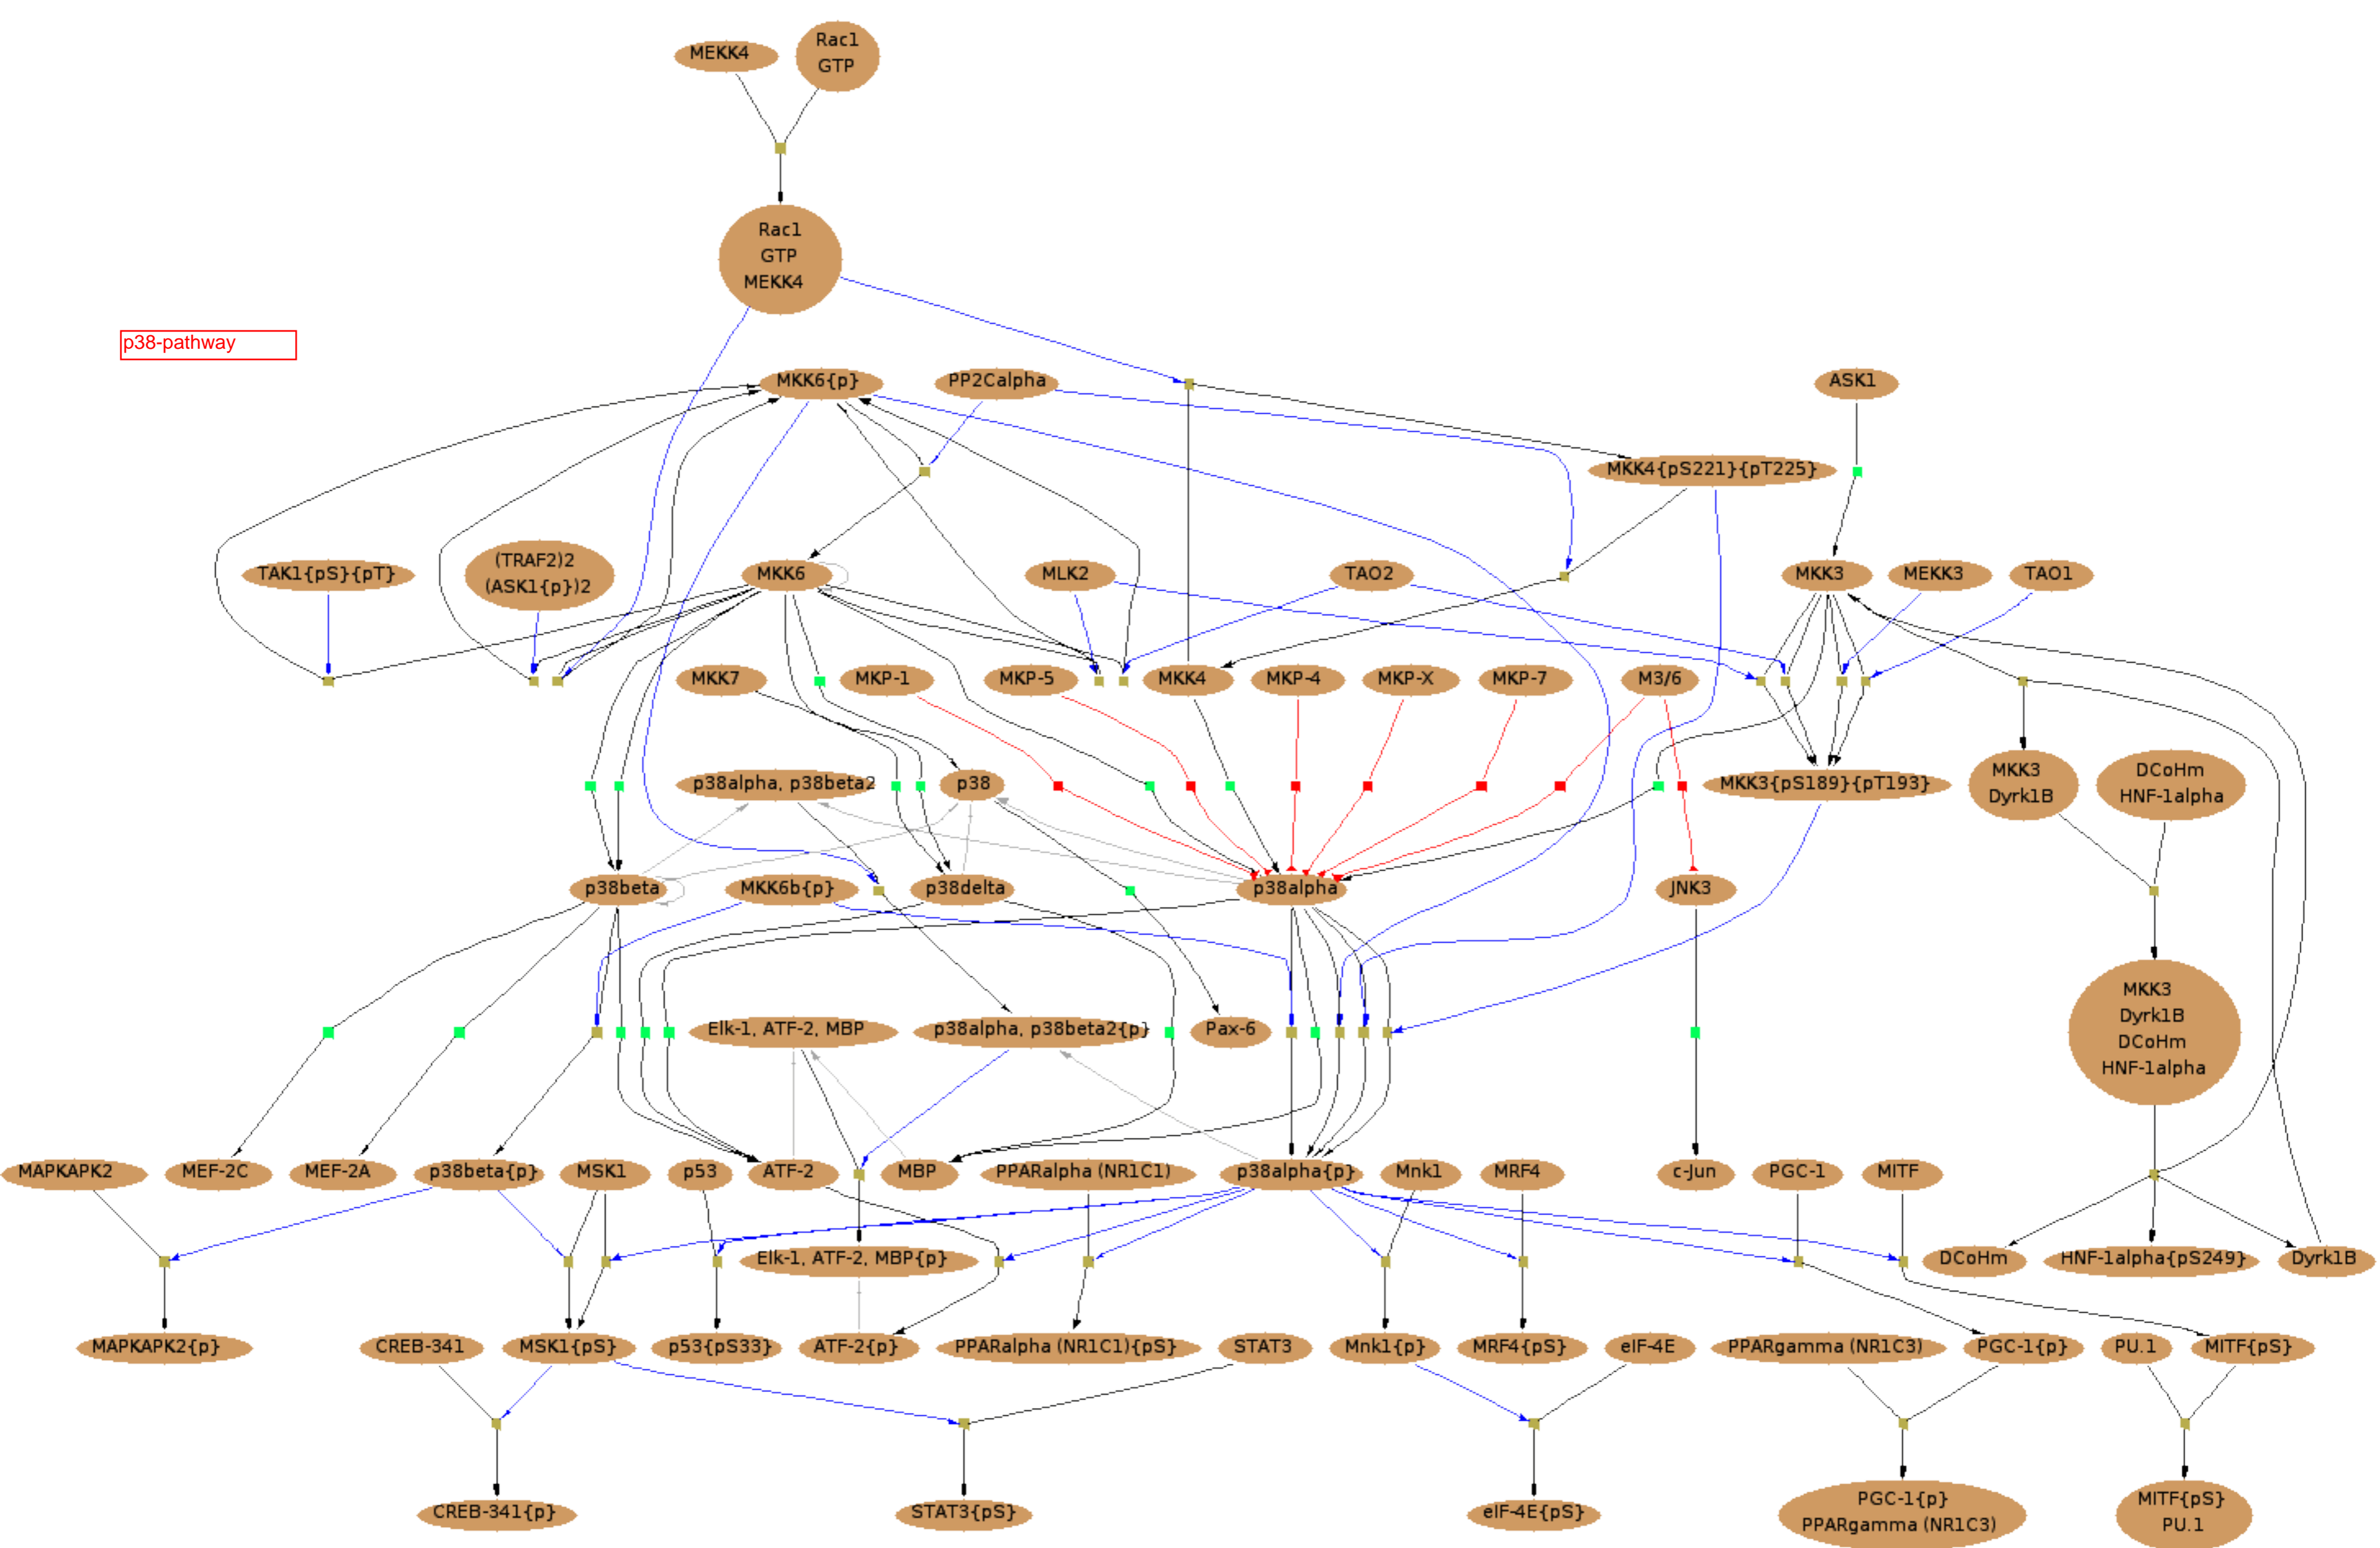 MEKK4
Rac1
GTP
Rac1
GTP
MEKK4
p38-pathway
MKK6{p}
PP2Calpha
ASK1
MKK4{pS221}{pT225}
TAK1{pS}{pT}
(TRAF2)2
(ASK1{p})2
MKK6
MLK2
TAO2
MKK3
MEKK3
TAO1
MKK7
MKP-1
MKP-5
MKK4
MKP-4
MKP-X
MKP-7
M3/6
p38alpha, p38beta2
p38
MKK3{pS189}{pT193}
MKK3
Dyrk1B
DCoHm
HNF-1alpha
p38beta
MKK6b{p}
p38delta
p38alpha
JNK3
Elk-1, ATF-2, MBP
p38alpha, p38beta2{p}
Pax-6
MKK3
Dyrk1B
DCoHm
HNF-1alpha
MAPKAPK2
MEF-2C
MEF-2A
p38beta{p}
MSK1
p53
ATF-2
MBP
PPARalpha (NR1C1)
p38alpha{p}
Mnk1
MRF4
c-Jun
PGC-1
MITF
Elk-1, ATF-2, MBP{p}
DCoHm
HNF-1alpha{pS249}
Dyrk1B
MAPKAPK2{p}
CREB-341
MSK1{pS}
p53{pS33}
ATF-2{p}
PPARalpha (NR1C1){pS}
STAT3
Mnk1{p}
MRF4{pS}
eIF-4E
PPARgamma (NR1C3)
PGC-1{p}
PU.1
MITF{pS}
CREB-341{p}
STAT3{pS}
eIF-4E{pS}
PGC-1{p}
PPARgamma (NR1C3)
MITF{pS}
PU.1